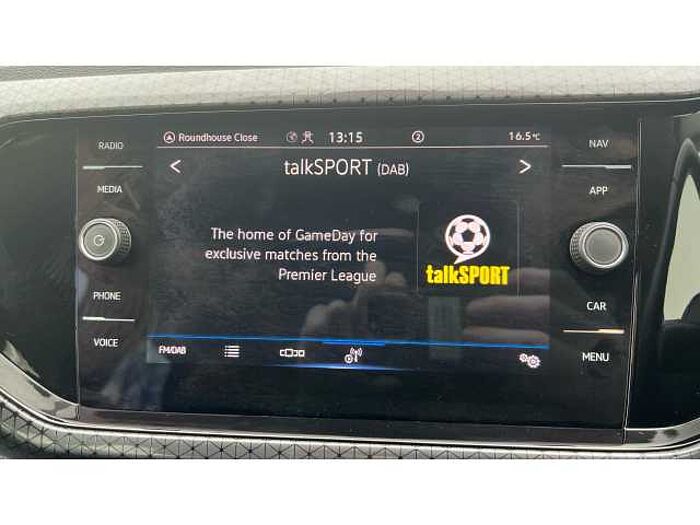 RADIO
MEDIA
PHONE
VOICE
Roundhouse Close 13:15 2 16.5°C
< talkSPORT (DAB) >
The home of GameDay for
exclusive matches from the
Premier League
talkSPORT
FM/DAB
NAV
APP
CAR
MENU